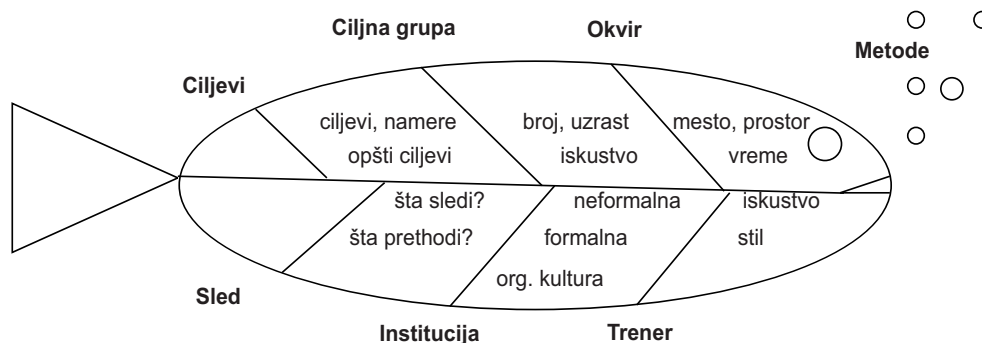 Ciljna grupa
Okvir
Metode
Ciljevi
ciljevi, namere
opšti ciljevi
broj, uzrast
iskustvo
mesto, prostor
vreme
šta sledi?
šta prethodi?
neformalna
formalna
org. kultura
iskustvo
stil
Sled
Institucija
Trener